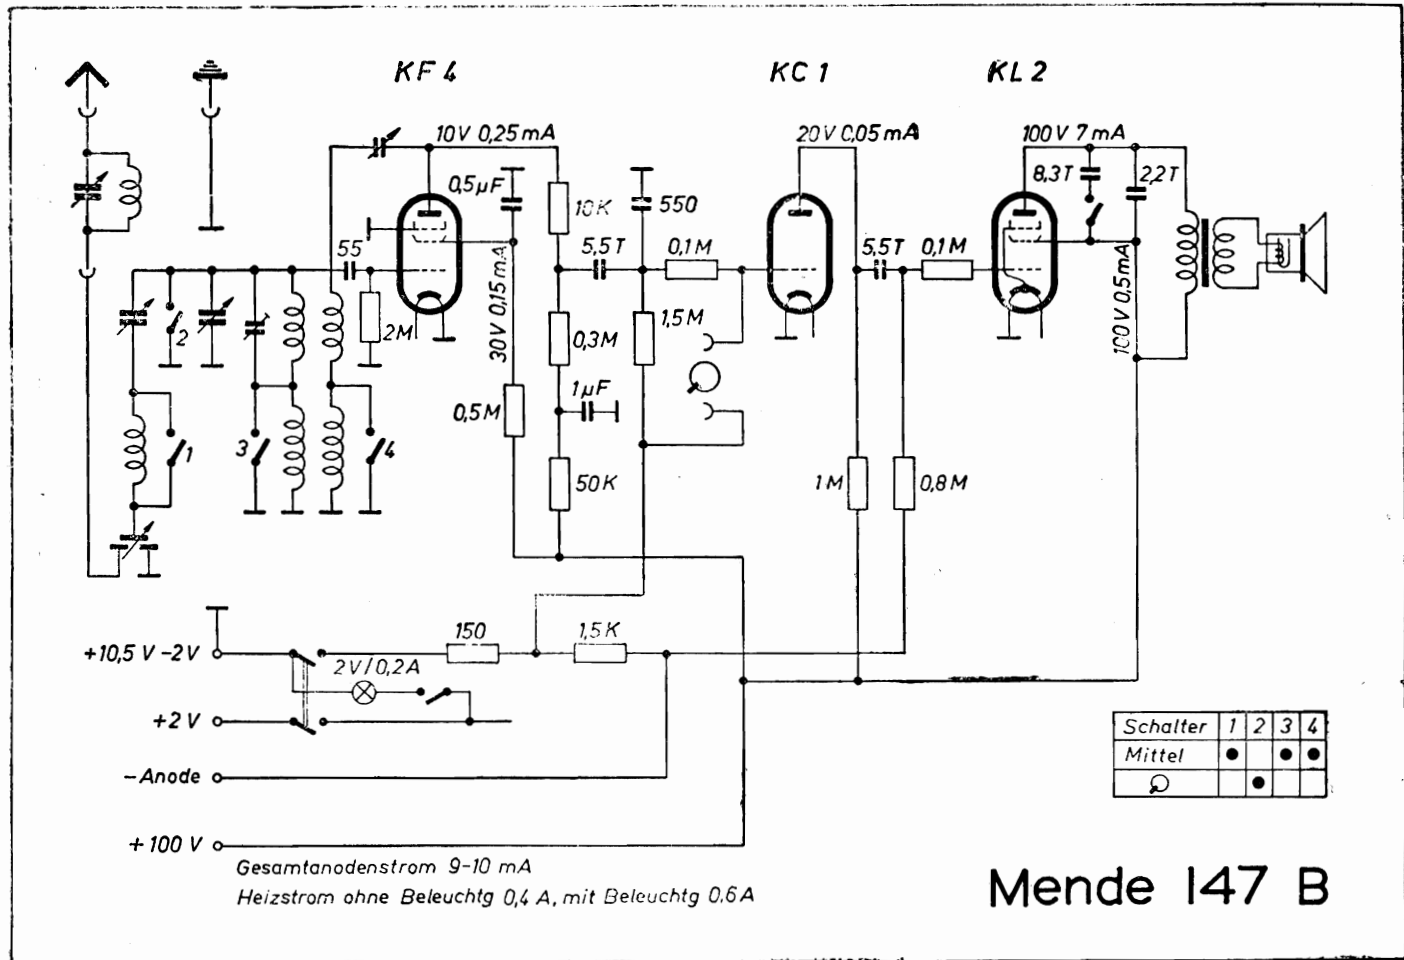 KF 4
KC 1
KL 2
10V 0,25mA
20V 0,05mA
100V 7mA
0,5µF
10K
550
8,3T
2,2T
55
5,5T
0,1M
5,5T
0,1M
30V 0,15mA
100V 0,5mA
2
2M
0,3M
1,5M
1µF
0,5M
1
3
4
50K
1M
0,8M
+10,5 V -2V
150
1,5K
2V/0,2A
+2V
-Anode
+100 V
Schalter 1 2 3 4
Mittel
Gesamtanodenstrom 9-10 mA
Heizstrom ohne Beleuchtg 0,4 A, mit Beleuchtg 0.6A
Mende 147 B